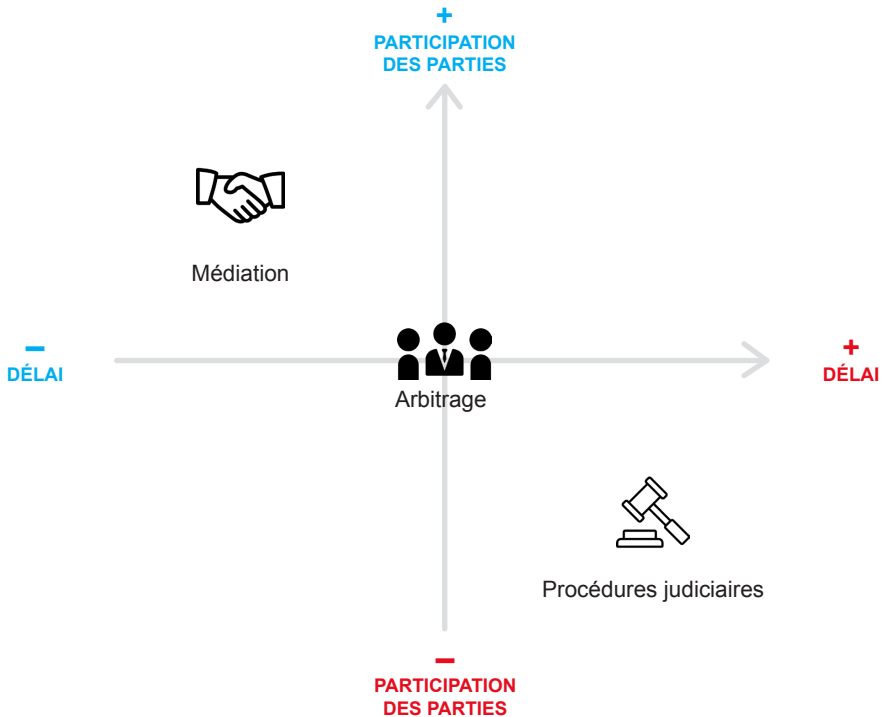 +
PARTICIPATION
DES PARTIES
Médiation
–
DÉLAI
+
DÉLAI
Arbitrage
Procédures judiciaires
–
PARTICIPATION
DES PARTIES